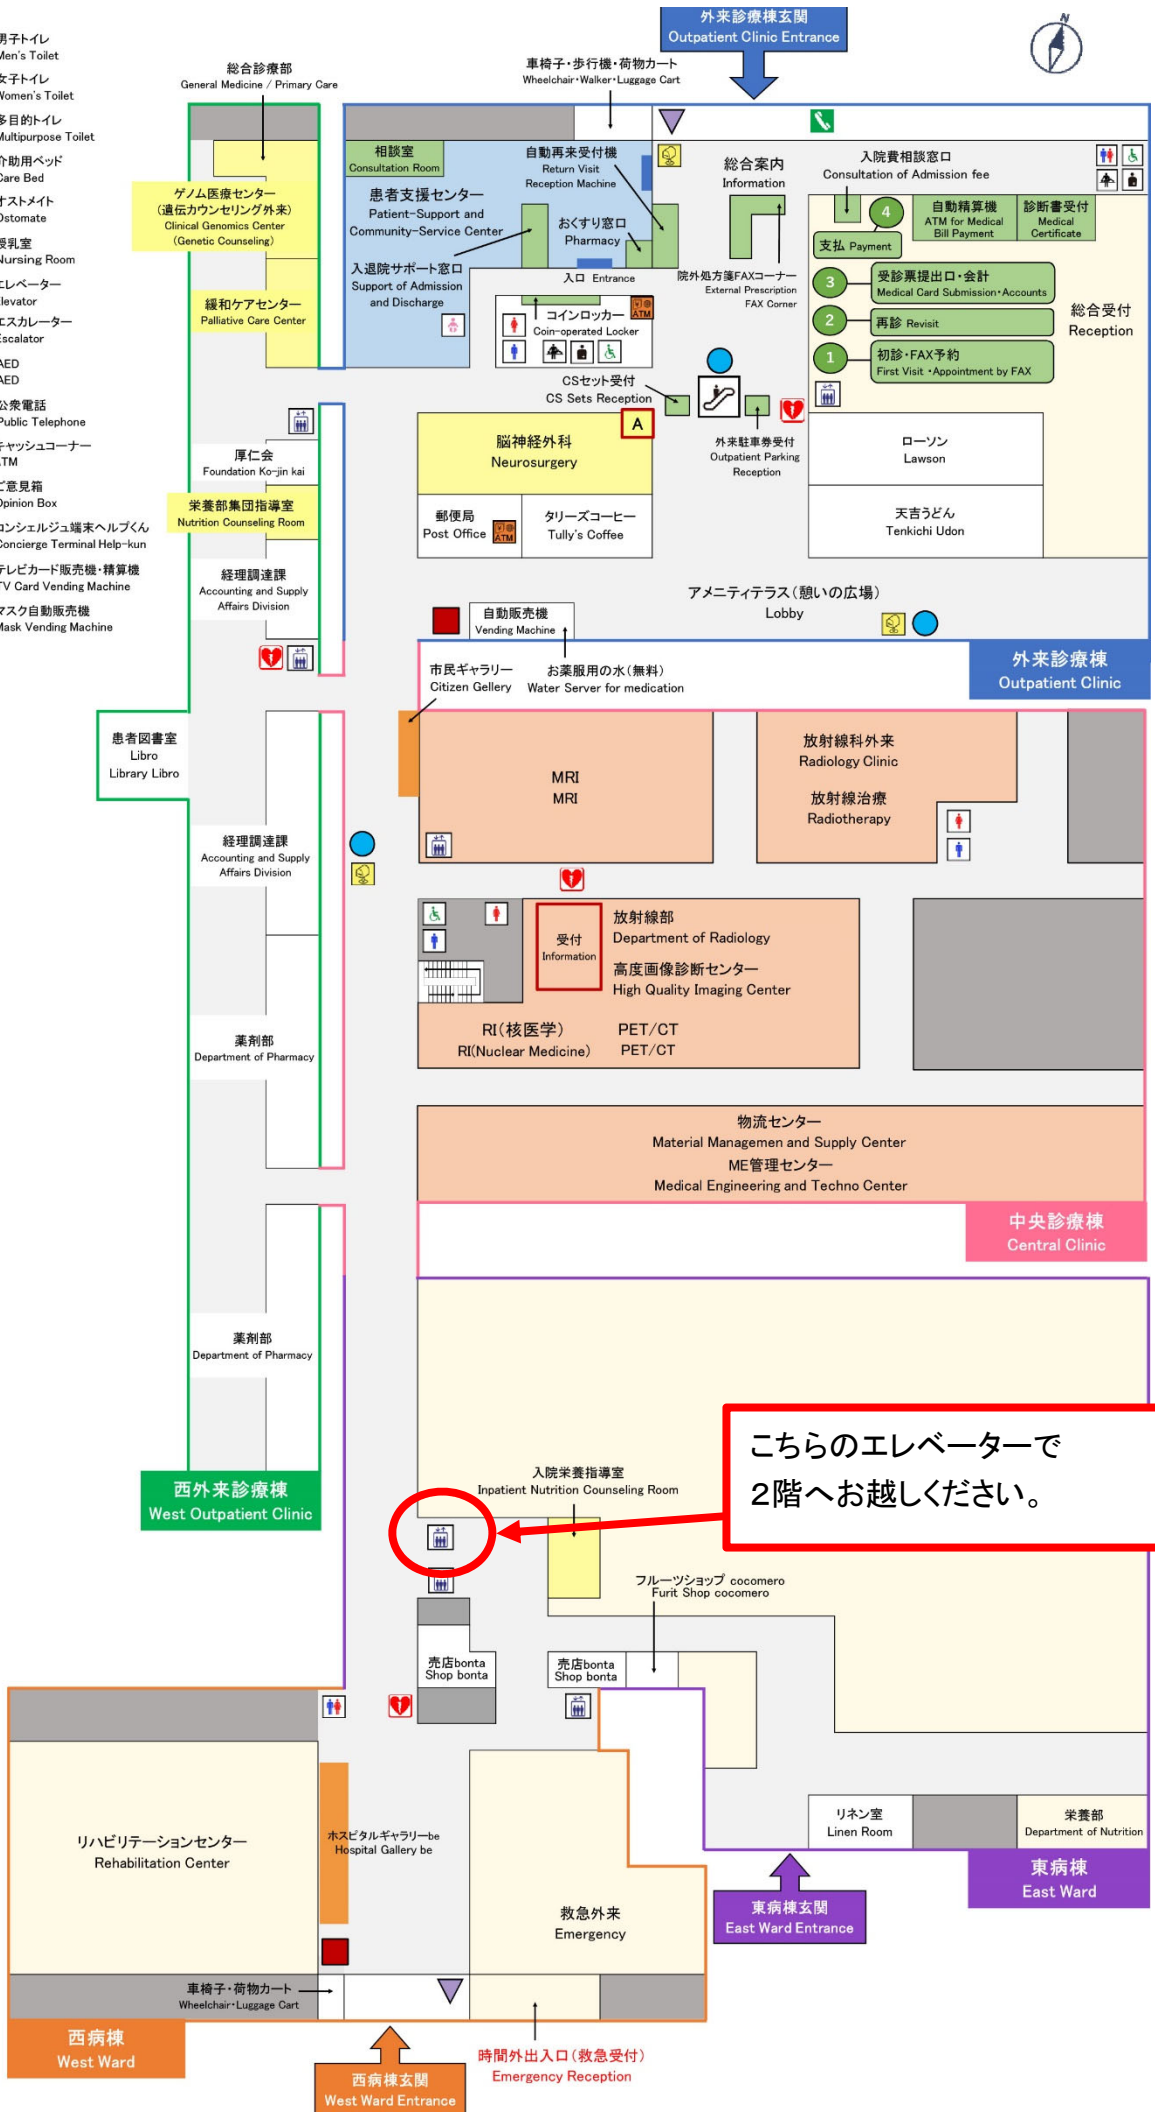 外来診療棟玄関
Outpatient Clinic Entrance
N
男子トイレ
Men's Toilet
女子トイレ
Women's Toilet
多目的トイレ
Multipurpose Toilet
介助用ベッド
Care Bed
オストメイト
Ostomate
授乳室
Nursing Room
エレベーター
Elevator
エスカレーター
Escalator
AED
AED
公衆電話
Public Telephone
キャッシュコーナー
ATM
ご意見箱
Opinion Box
コンシェルジュ端末ヘルプくん
Concierge Terminal Help-kun
テレビカード販売機・精算機
TV Card Vending Machine
マスク自動販売機
Mask Vending Machine
総合診療部
General Medicine / Primary Care
車椅子・歩行機・荷物カート
Wheelchair・Walker・Luggage Cart
ゲノム医療センター
(遺伝カウンセリング外来)
Clinical Genomics Center
(Genetic Counseling)
緩和ケアセンター
Palliative Care Center
相談室
Consultation Room
患者支援センター
Patient-Support and
Community-Service Center
入退院サポート窓口
Support of Admission
and Discharge
自動再来受付機
Return Visit
Reception Machine
おくすり窓口
Pharmacy
入口 Entrance
コインロッカー
Coin-operated Locker
ATM
総合案内
Information
院外処方箋FAXコーナー
External Prescription
FAX Corner
入院費相談窓口
Consultation of Admission fee
4
支払 Payment
自動精算機
ATM for Medical
Bill Payment
診断書受付
Medical
Certificate
3
受診票提出口・会計
Medical Card Submission・Accounts
2
再診 Revisit
1
初診・FAX予約
First Visit ・Appointment by FAX
総合受付
Reception
CSセット受付
CS Sets Reception
外来駐車券受付
Outpatient Parking
Reception
A
脳神経外科
Neurosurgery
郵便局
Post Office
ATM
タリーズコーヒー
Tully's Coffee
ローソン
Lawson
天吉うどん
Tenkichi Udon
厚仁会
Foundation Ko-jin kai
栄養部集団指導室
Nutrition Counseling Room
経理調達課
Accounting and Supply
Affairs Division
アメニティテラス(憩いの広場)
Lobby
自動販売機
Vending Machine
外来診療棟
Outpatient Clinic
市民ギャラリー
Citizen Gellery
お薬服用の水(無料)
Water Server for medication
患者図書室
Libro
Library Libro
MRI
MRI
放射線科外来
Radiology Clinic
放射線治療
Radiotherapy
経理調達課
Accounting and Supply
Affairs Division
受付
Information
放射線部
Department of Radiology
高度画像診断センター
High Quality Imaging Center
RI(核医学)
RI(Nuclear Medicine)
PET/CT
PET/CT
薬剤部
Department of Pharmacy
物流センター
Material Managemen and Supply Center
ME管理センター
Medical Engineering and Techno Center
中央診療棟
Central Clinic
薬剤部
Department of Pharmacy
こちらのエレベーターで
2階へお越しください。
入院栄養指導室
Inpatient Nutrition Counseling Room
西外来診療棟
West Outpatient Clinic
フルーツショップ cocomero
Furit Shop cocomero
売店bonta
Shop bonta
売店bonta
Shop bonta
リハビリテーションセンター
Rehabilitation Center
ホスピタルギャラリーbe
Hospital Gallery be
リネン室
Linen Room
栄養部
Department of Nutrition
東病棟
East Ward
東病棟玄関
East Ward Entrance
救急外来
Emergency
車椅子・荷物カート
Wheelchair・Luggage Cart
西病棟
West Ward
西病棟玄関
West Ward Entrance
時間外出入口(救急受付)
Emergency Reception